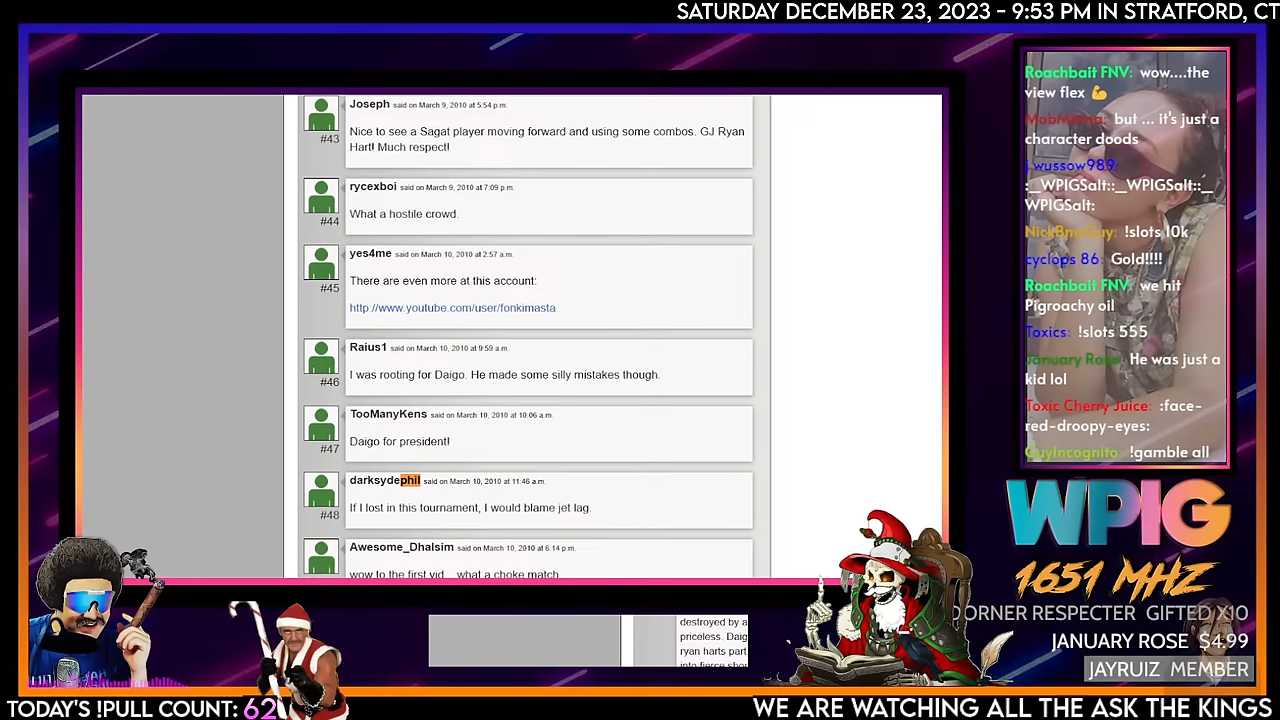 SATURDAY DECEMBER 23, 2023 - 9:53 PM IN STRATFORD, CT
Joseph said on March 9, 2010 at 5:54 p.m.
#43
Nice to see a Sagat player moving forward and using some combos. GJ Ryan
Hart! Much respect!
rycexboi said on March 9, 2010 at 7:09 p.m.
#44
What a hostile crowd.
yes4me said on March 10, 2010 at 2:57 a.m.
#45
There are even more at this account:
http://www.youtube.com/user/fonkimasta
Raius1 said on March 10, 2010 at 9:59 a.m.
#46
I was rooting for Daigo. He made some silly mistakes though.
TooManyKens said on March 10, 2010 at 10:06 a.m.
#47
Daigo for president!
darksydephil said on March 10, 2010 at 11:46 a.m.
#48
If I lost in this tournament, I would blame jet lag.
Awesome_Dhalsim said on March 10, 2010 at 6:14 p.m.
wow to the first vid... what a choke match
Roachbait FNV: wow....the
view flex 💪
but ... it's just a
character doods
j.wussow989:
:_WPIGSalt::_WPIGSalt::_
WPIGSalt:
!slots 10k
cyclops 86: Gold!!!!
Roachbait FNV: we hit
Pigroachy oil
Toxics: !slots 555
January Rose: He was just a
kid lol
Toxic Cherry Juice: :face-
red-droopy-eyes:
GuyIncognito: !gamble all
WPIG
1651 MHZ
destroyed by a
priceless. Daig
ryan harts part
into fierce shor
CORNER RESPECTER GIFTED X10
JANUARY ROSE $4.99
JAYRUIZ MEMBER
TODAY'S !PULL COUNT: 62
WE ARE WATCHING ALL THE ASK THE KINGS